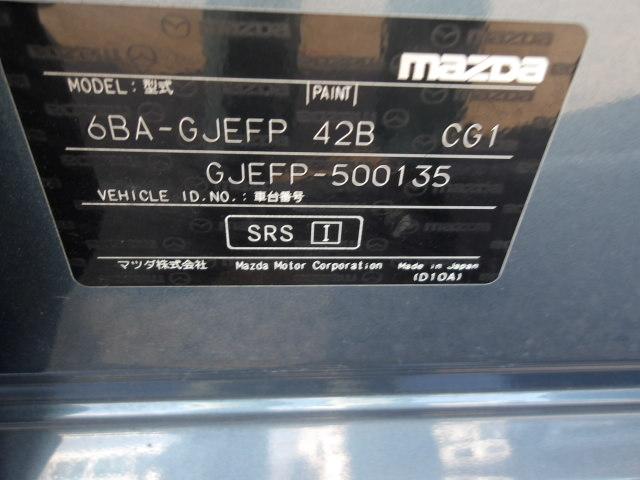 mazda
MODEL: 型式 PAINT
6BA-GJEFP 42B CG1
GJEFP-500135
VEHICLE ID.NO.: 車台番号
SRS I
マツダ株式会社 Mazda Motor Corporation Made in Japan
(D10A)